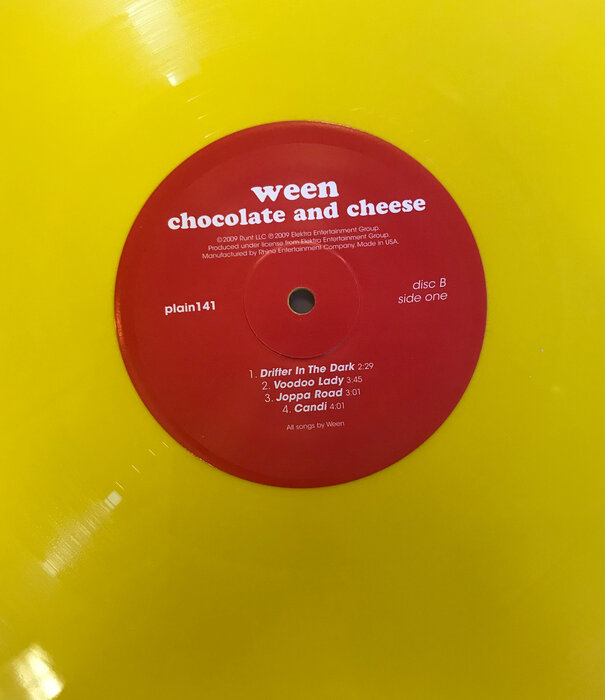 ween
chocolate and cheese
©2009 Runt LLC ℗2009 Elektra Entertainment Group.
Produced under license from Elektra Entertainment Group.
Manufactured by Rhino Entertainment Company. Made in USA.
plain141
disc B
side one
1. Drifter In The Dark 2:29
2. Voodoo Lady 3:45
3. Joppa Road 3:01
4. Candi 4:01
All songs by Ween